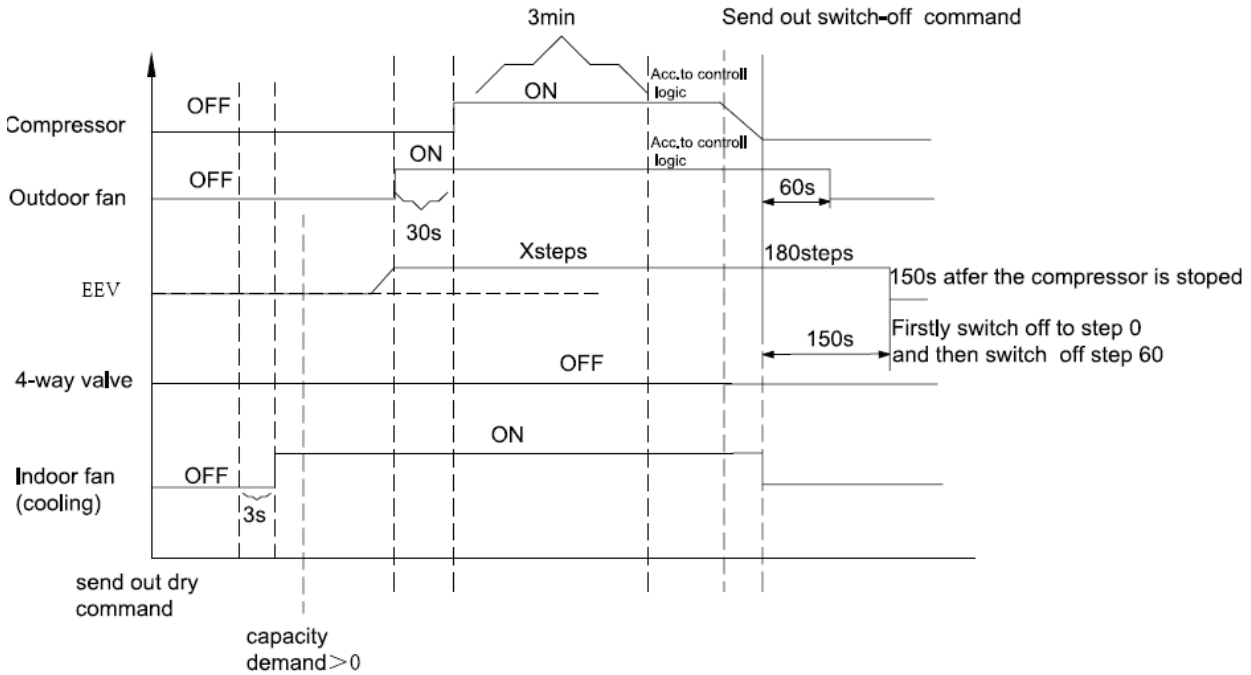 3min
Send out switch-off command
Acc.to controll
logic
OFF
ON
Compressor
Acc.to controll
logic
ON
OFF
60s
Outdoor fan
30s
Xsteps
180steps
150s atfer the compressor is stoped
EEV
Firstly switch off to step 0
150s
and then switch off step 60
OFF
4-way valve
ON
OFF
Indoor fan
(cooling)
3s
send out dry
command
capacity
demand＞0